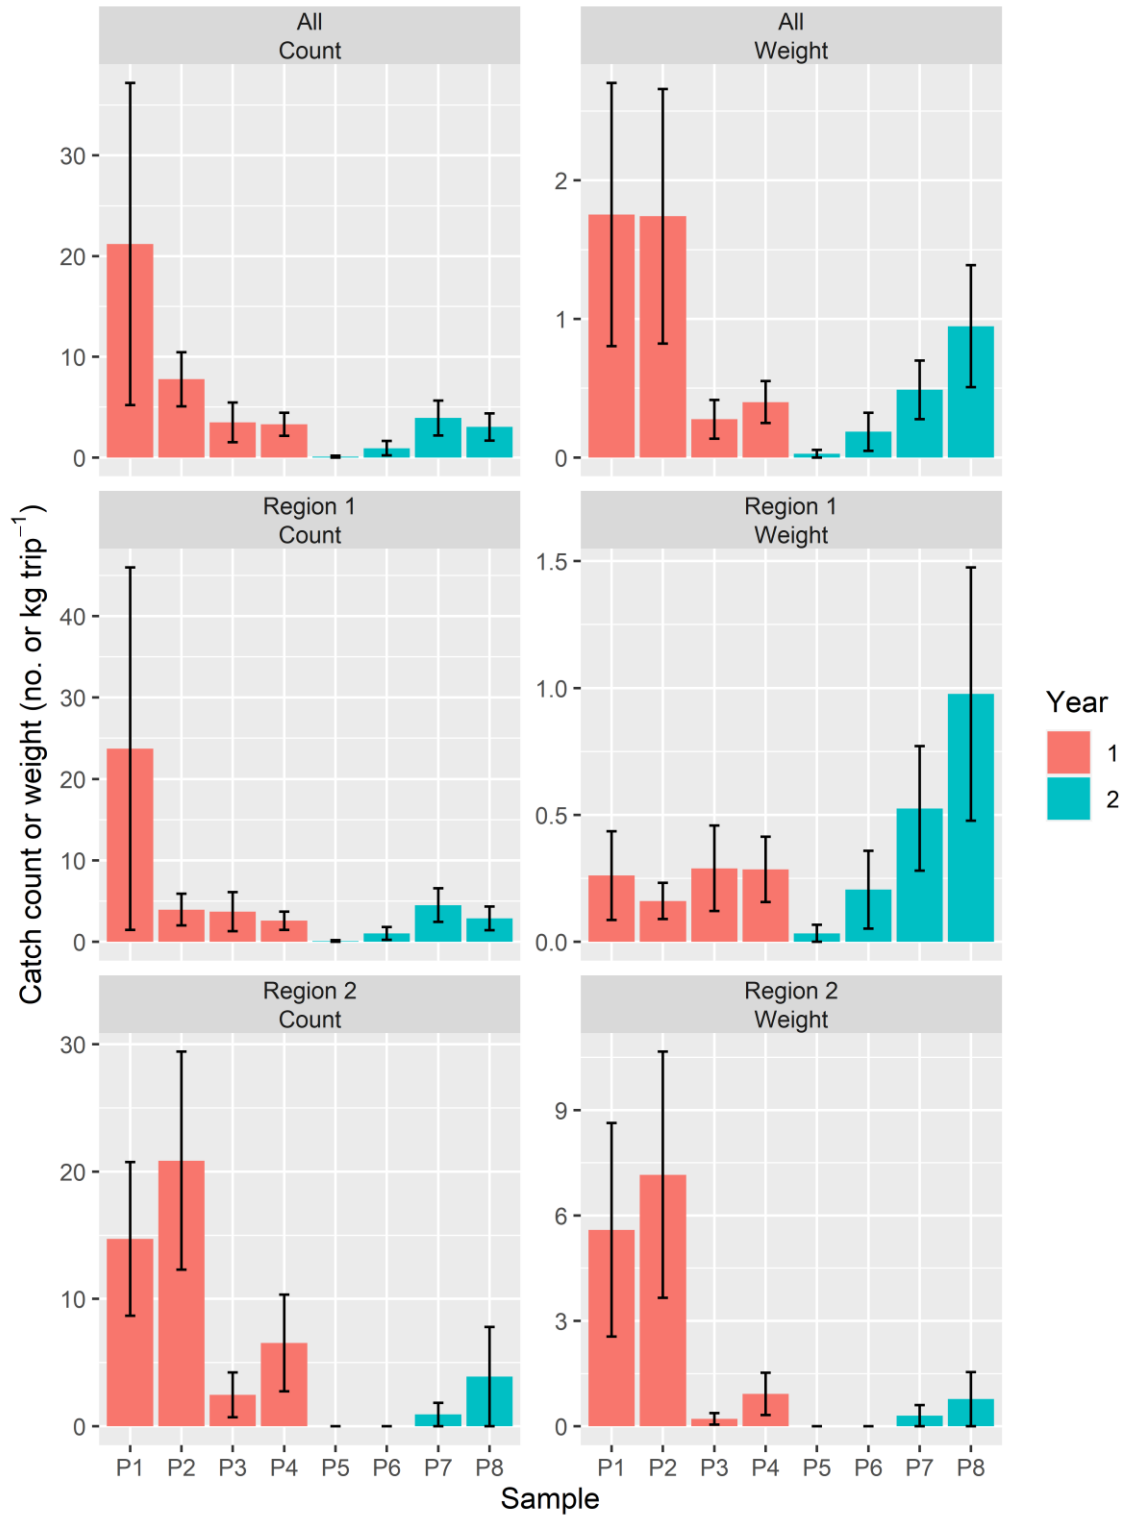 All
Count
All
Weight
30
20
10
0
2
1
0
Region 1
Count
Region 1
Weight
40
30
20
10
0
1.5
1.0
0.5
0.0
Region 2
Count
Region 2
Weight
30
20
10
0
9
6
3
0
P1 P2 P3 P4 P5 P6 P7 P8
P1 P2 P3 P4 P5 P6 P7 P8
Sample
Catch count or weight (no. or kg trip⁻¹)
Year
1
2